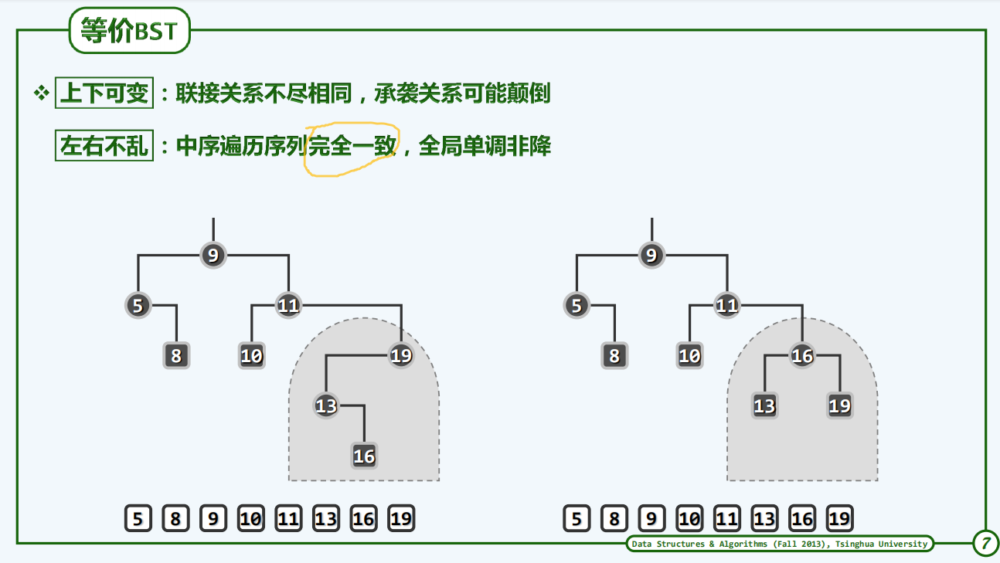 等价BST
上下可变：联接关系不尽相同，承袭关系可能颠倒
左右不乱：中序遍历序列完全一致，全局单调非降
9 9
5 11 5 11
8 10 19 8 10 16
13 13 19
16
5 8 9 10 11 13 16 19 5 8 9 10 11 13 16 19
Data Structures & Algorithms (Fall 2013), Tsinghua University 7